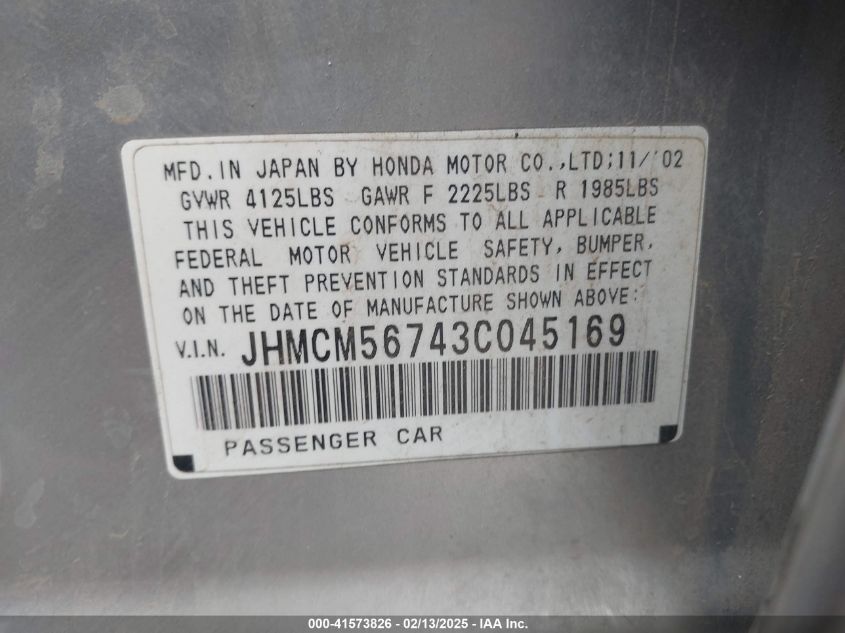 MFD. IN JAPAN BY HONDA MOTOR CO.,LTD;11/'02
GVWR 4125LBS GAWR F 2225LBS R 1985LBS
THIS VEHICLE CONFORMS TO ALL APPLICABLE
FEDERAL MOTOR VEHICLE SAFETY, BUMPER,
AND THEFT PREVENTION STANDARDS IN EFFECT
ON THE DATE OF MANUFACTURE SHOWN ABOVE:
V.I.N. JHMCM56743C045169
PASSENGER CAR
000-41573826 - 02/13/2025 - IAA Inc.